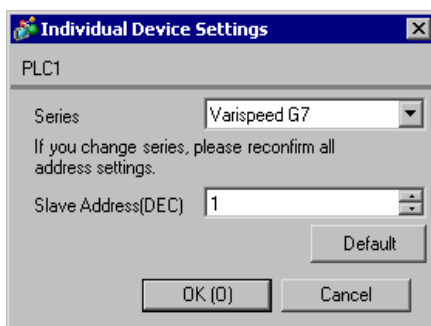 Individual Device Settings
PLC1
Series
Varispeed G7
If you change series, please reconfirm all
address settings.
Slave Address(DEC)
1
Default
OK (O)
Cancel